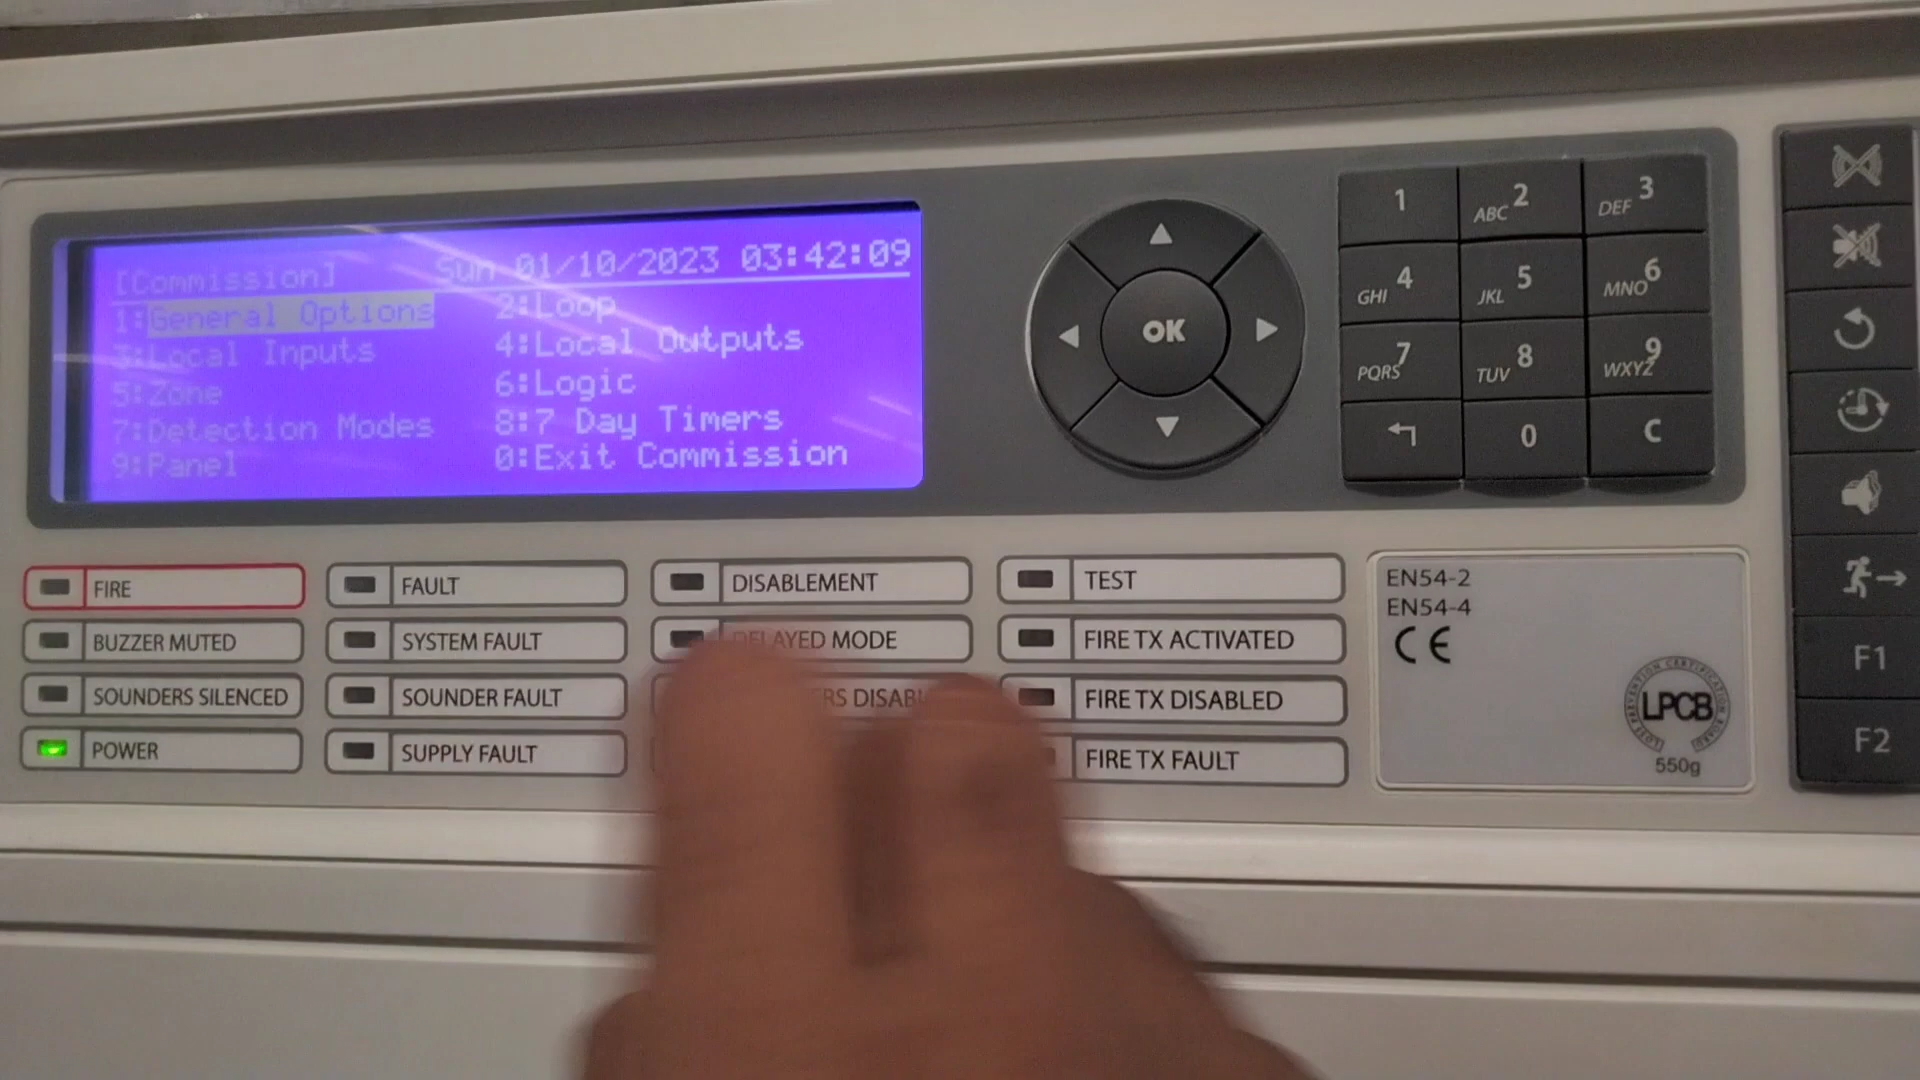 [Commission] Sun 01/10/2023 03:42:09
1:General Options 2:Loop
3:Local Inputs 4:Local Outputs
5:Zone 6:Logic
7:Detection Modes 8:7 Day Timers
9:Panel 0:Exit Commission
OK
1 ABC 2 DEF 3
GHI 4 JKL 5 MNO 6
PQRS 7 TUV 8 WXYZ 9
0 C
FIRE FAULT DISABLEMENT TEST
BUZZER MUTED SYSTEM FAULT DELAYED MODE FIRE TX ACTIVATED
SOUNDERS SILENCED SOUNDER FAULT FIRE TX DISABLED
POWER SUPPLY FAULT FIRE TX FAULT
EN54-2
EN54-4
CE
LPCB
550g
F1
F2